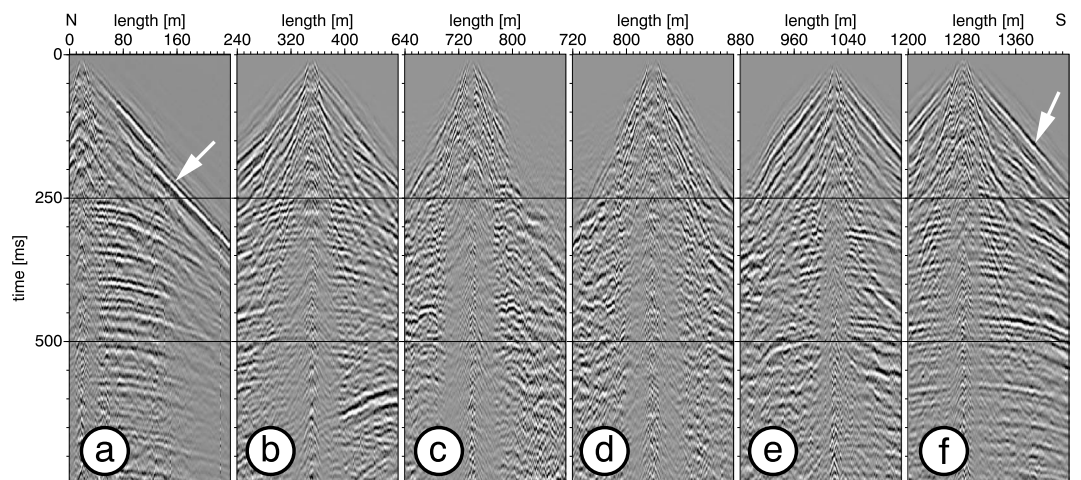 N length [m] length [m] length [m] length [m] length [m] length [m] S
0 80 160 240 320 400 640 720 800 720 800 880 880 960 1040 1200 1280 1360
0
250
time [ms]
500
a b c d e f